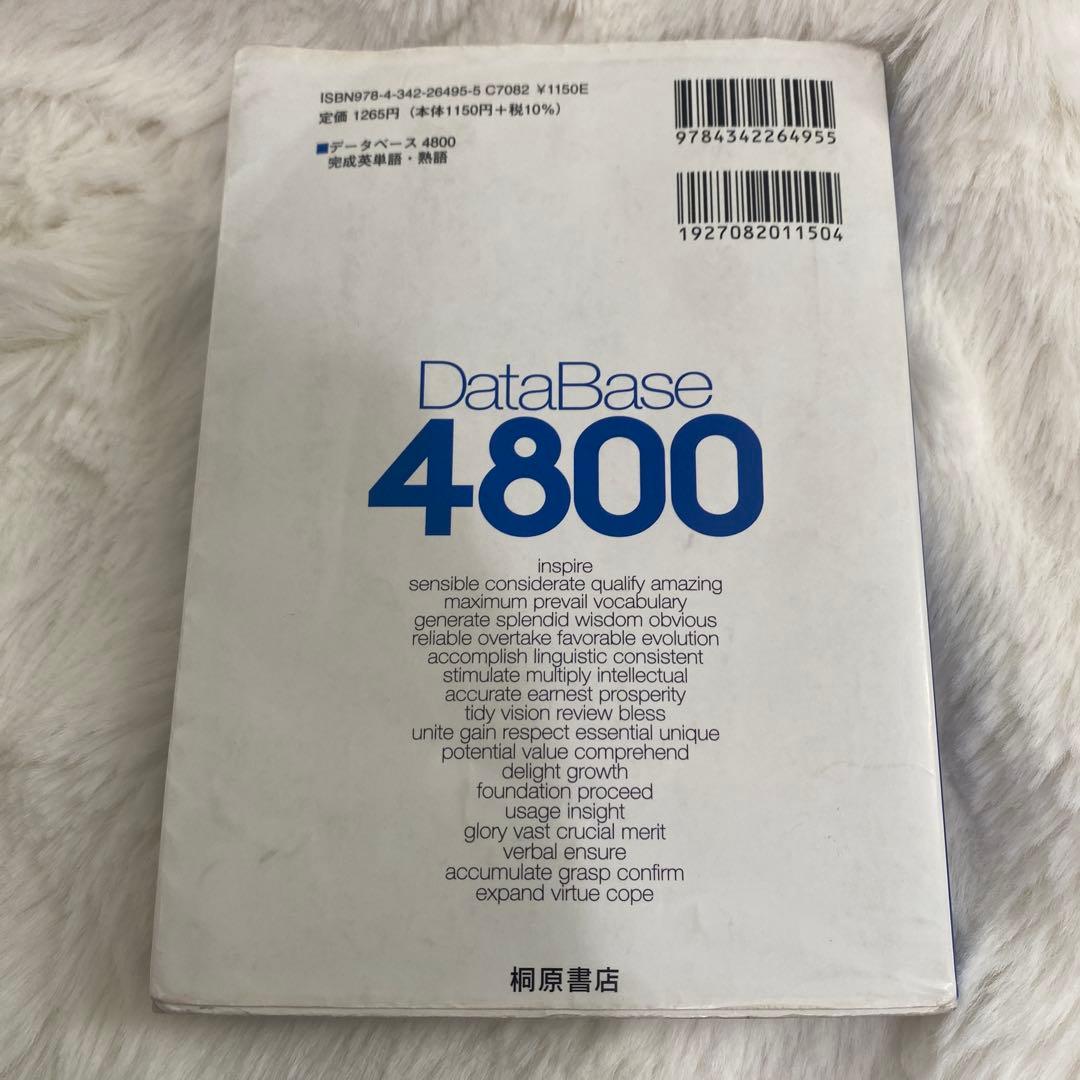 ISBN978-4-342-26495-5 C7082 ¥1150E
定価 1265円（本体1150円＋税10%）
■データベース 4800
完成英単語・熟語
9784342264955
1927082011504
DataBase
4800
inspire
sensible considerate qualify amazing
maximum prevail vocabulary
generate splendid wisdom obvious
reliable overtake favorable evolution
accomplish linguistic consistent
stimulate multiply intellectual
accurate earnest prosperity
tidy vision review bless
unite gain respect essential unique
potential value comprehend
delight growth
foundation proceed
usage insight
glory vast crucial merit
verbal ensure
accumulate grasp confirm
expand virtue cope
桐原書店